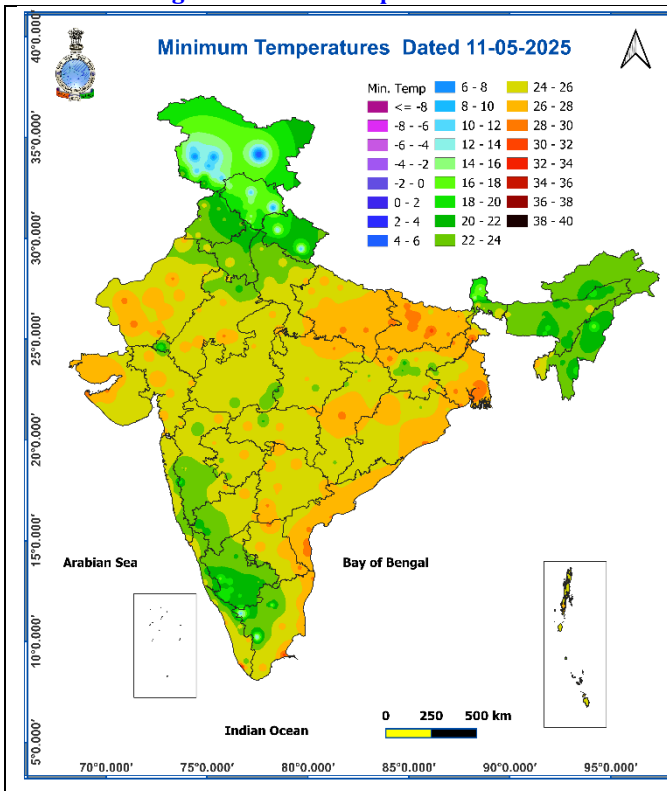 Minimum Temperatures Dated 11-05-2025
Min. Temp
<= -8
-8 - -6
-6 - -4
-4 - -2
-2 - 0
0 - 2
2 - 4
4 - 6
6 - 8
8 - 10
10 - 12
12 - 14
14 - 16
16 - 18
18 - 20
20 - 22
22 - 24
24 - 26
26 - 28
28 - 30
30 - 32
32 - 34
34 - 36
36 - 38
38 - 40
40°0.000'
35°0.000'
30°0.000'
25°0.000'
20°0.000'
15°0.000'
10°0.000'
5°0.000'
Arabian Sea
Bay of Bengal
Indian Ocean
0 250 500 km
70°0.000' 75°0.000' 80°0.000' 85°0.000' 90°0.000' 95°0.000'